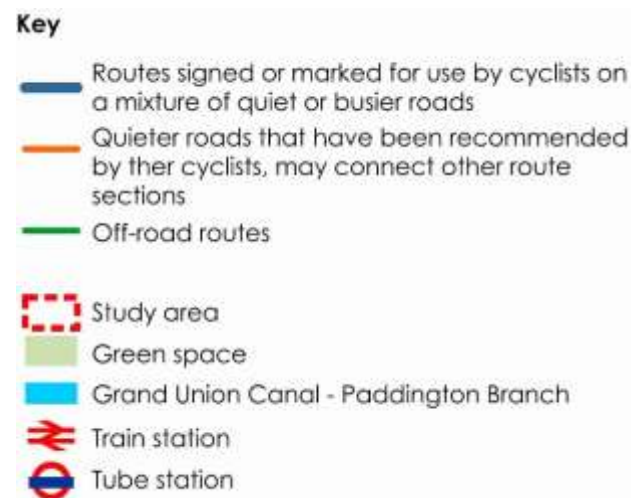 Key
Routes signed or marked for use by cyclists on
a mixture of quiet or busier roads
Quieter roads that have been recommended
by ther cyclists, may connect other route
sections
Off-road routes
Study area
Green space
Grand Union Canal - Paddington Branch
Train station
Tube station